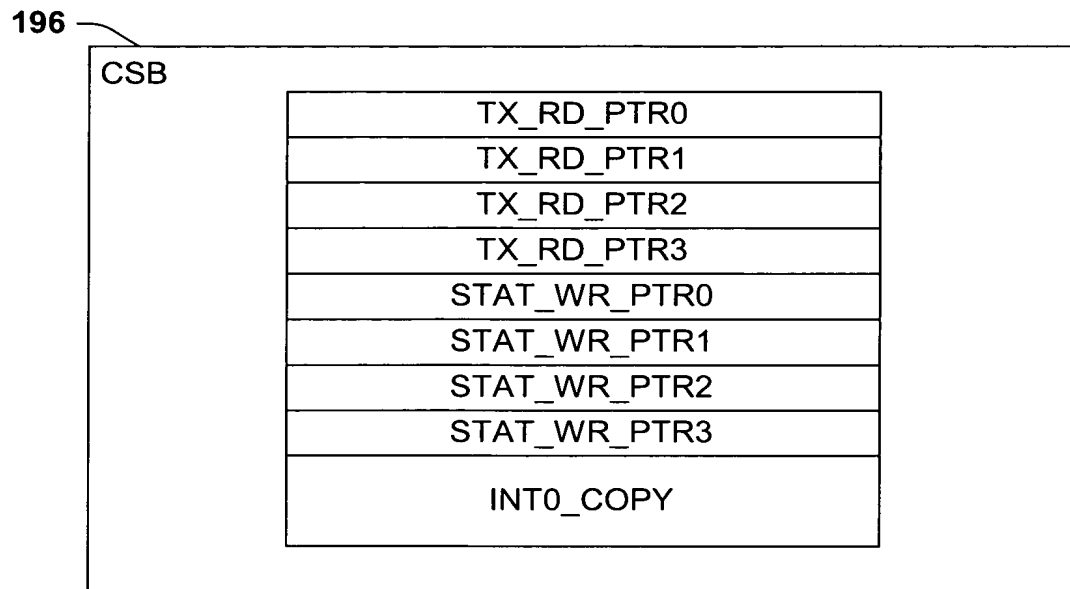 196
CSB
TX_RD_PTR0
TX_RD_PTR1
TX_RD_PTR2
TX_RD_PTR3
STAT_WR_PTR0
STAT_WR_PTR1
STAT_WR_PTR2
STAT_WR_PTR3
INT0_COPY